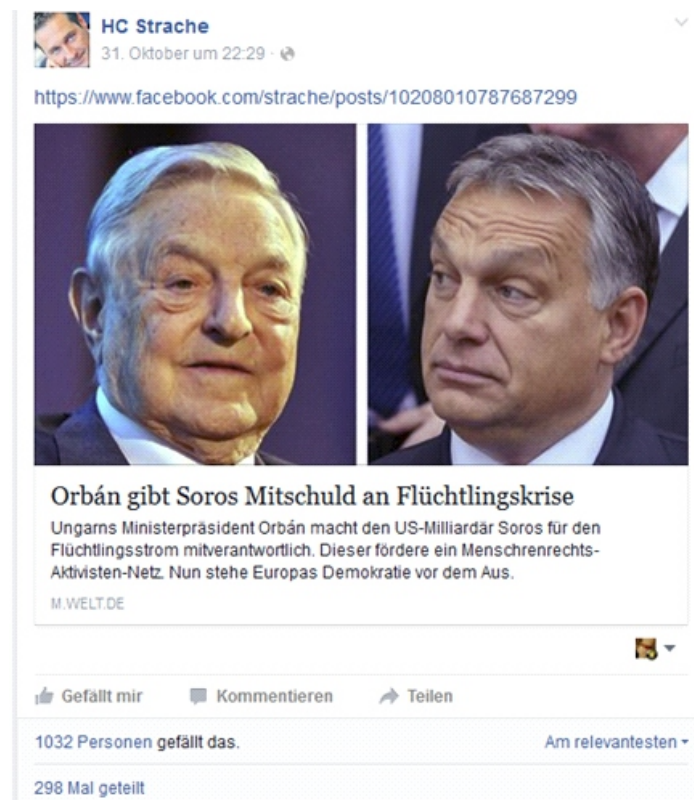 HC Strache
31. Oktober um 22:29 ·
https://www.facebook.com/strache/posts/10208010787687299
Orbán gibt Soros Mitschuld an Flüchtlingskrise
Ungarns Ministerpräsident Orbán macht den US-Milliardär Soros für den
Flüchtlingsstrom mitverantwortlich. Dieser fördere ein Menschrenrechts-
Aktivisten-Netz. Nun stehe Europas Demokratie vor dem Aus.
M.WELT.DE
Gefällt mir Kommentieren Teilen
1032 Personen gefällt das. Am relevantesten
298 Mal geteilt